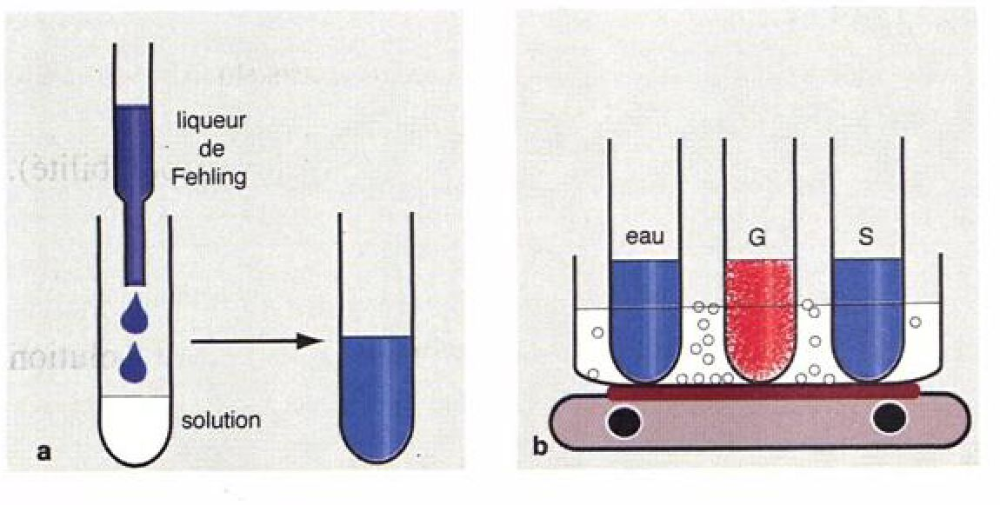 liqueur
de
Fehling
solution
a
eau G S
b